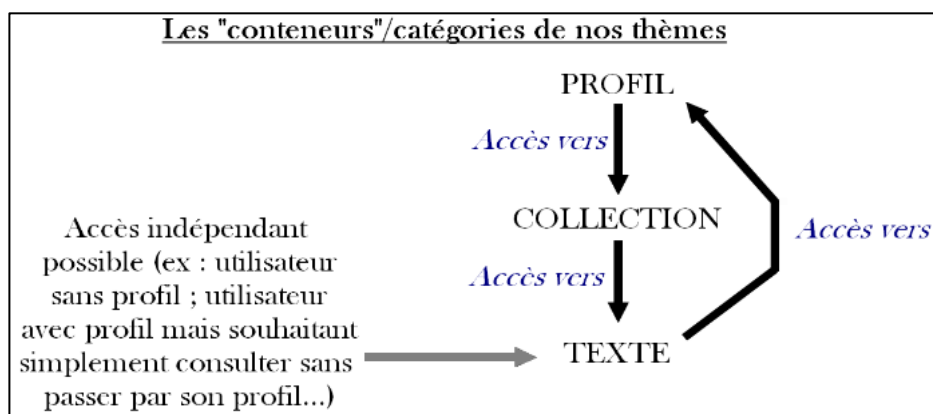 Les "conteneurs"/catégories de nos thèmes
PROFIL
Accès vers
COLLECTION
Accès vers
Accès vers
TEXTE
Accès indépendant
possible (ex : utilisateur
sans profil ; utilisateur
avec profil mais souhaitant
simplement consulter sans
passer par son profil...)